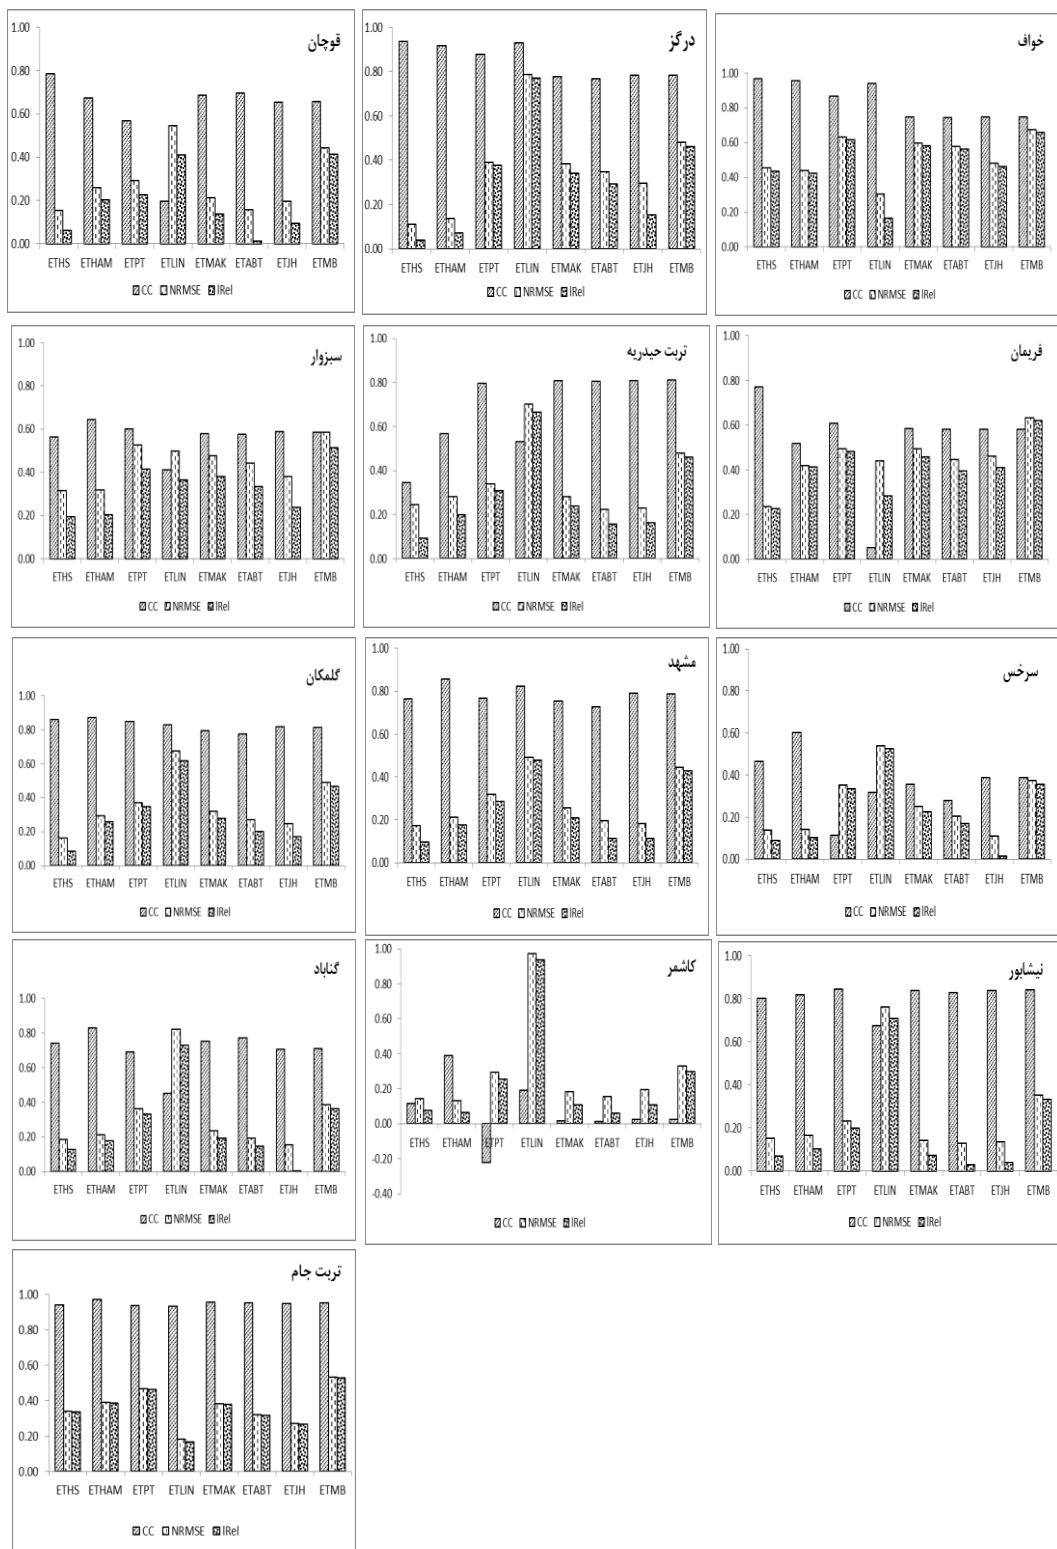 قوچان
1.00
0.80
0.60
0.40
0.20
0.00
ETHS ETHAM ETPT ETLIN ETMAK ETABT ETJH ETMB
CC NRMSE IRel
درگز
1.00
0.80
0.60
0.40
0.20
0.00
ETHS ETHAM ETPT ETLIN ETMAK ETABT ETJH ETMB
CC NRMSE IRel
خواف
1.00
0.80
0.60
0.40
0.20
0.00
ETHS ETHAM ETPT ETLIN ETMAK ETABT ETJH ETMB
CC NRMSE IRel
سبزوار
1.00
0.80
0.60
0.40
0.20
0.00
ETHS ETHAM ETPT ETLIN ETMAK ETABT ETJH ETMB
CC NRMSE IRel
تربت حیدریه
1.00
0.80
0.60
0.40
0.20
0.00
ETHS ETHAM ETPT ETLIN ETMAK ETABT ETJH ETMB
CC NRMSE IRel
فریمان
1.00
0.80
0.60
0.40
0.20
0.00
ETHS ETHAM ETPT ETLIN ETMAK ETABT ETJH ETMB
CC NRMSE IRel
گلمکان
1.00
0.80
0.60
0.40
0.20
0.00
ETHS ETHAM ETPT ETLIN ETMAK ETABT ETJH ETMB
CC NRMSE IRel
مشهد
1.00
0.80
0.60
0.40
0.20
0.00
ETHS ETHAM ETPT ETLIN ETMAK ETABT ETJH ETMB
CC NRMSE IRel
سرخس
1.00
0.80
0.60
0.40
0.20
0.00
ETHS ETHAM ETPT ETLIN ETMAK ETABT ETJH ETMB
CC NRMSE IRel
گناباد
1.00
0.80
0.60
0.40
0.20
0.00
ETHS ETHAM ETPT ETLIN ETMAK ETABT ETJH ETMB
CC NRMSE IRel
کاشمر
1.00
0.80
0.60
0.40
0.20
0.00
-0.20
-0.40
ETHS ETHAM ETPT ETLIN ETMAK ETABT ETJH ETMB
CC NRMSE IRel
نیشابور
1.00
0.80
0.60
0.40
0.20
0.00
ETHS ETHAM ETPT ETLIN ETMAK ETABT ETJH ETMB
CC NRMSE IRel
تربت جام
1.00
0.80
0.60
0.40
0.20
0.00
ETHS ETHAM ETPT ETLIN ETMAK ETABT ETJH ETMB
CC NRMSE IRel